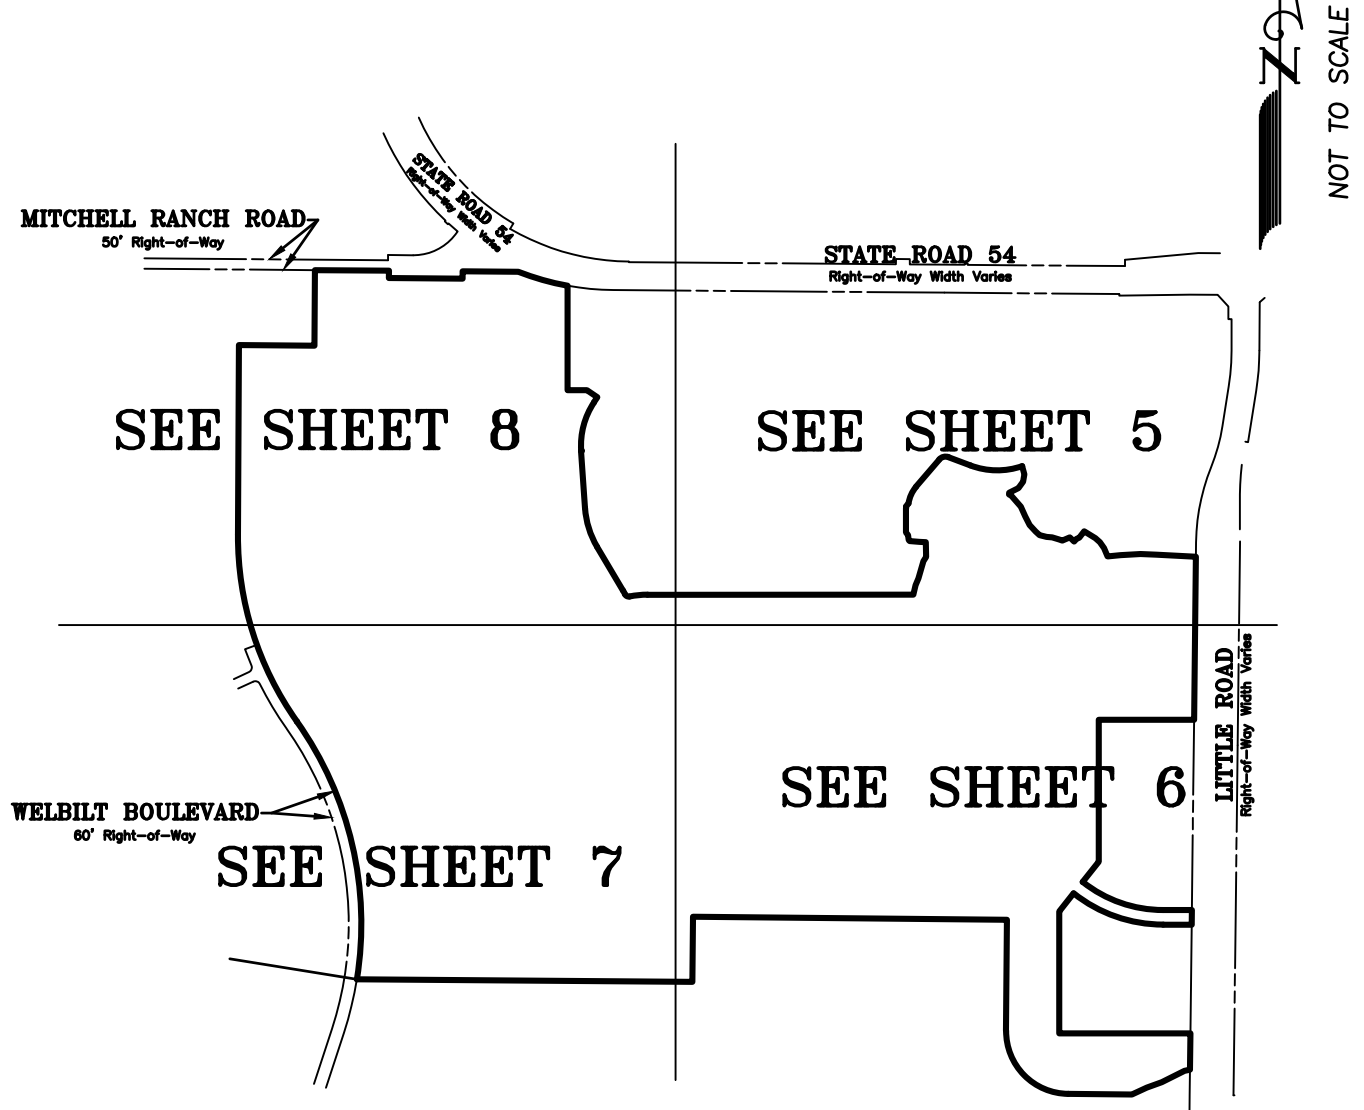 N
NOT TO SCALE
STATE ROAD 54
Right-of-Way Width Varies
MITCHELL RANCH ROAD
50' Right-of-Way
STATE ROAD 54
Right-of-Way Width Varies
SEE SHEET 8
SEE SHEET 5
LITTLE ROAD
Right-of-Way Width Varies
SEE SHEET 6
WELBILT BOULEVARD
60' Right-of-Way
SEE SHEET 7